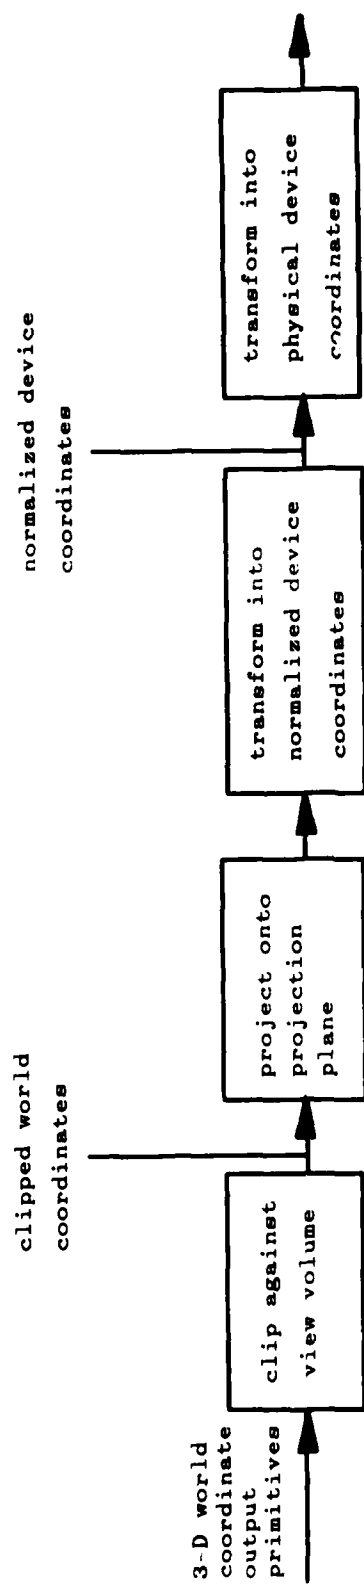 3-D world
coordinate
output
primitives
clip against
view volume
clipped world
coordinates
project onto
projection
plane
transform into
normalized device
coordinates
normalized device
coordinates
transform into
physical device
coordinates